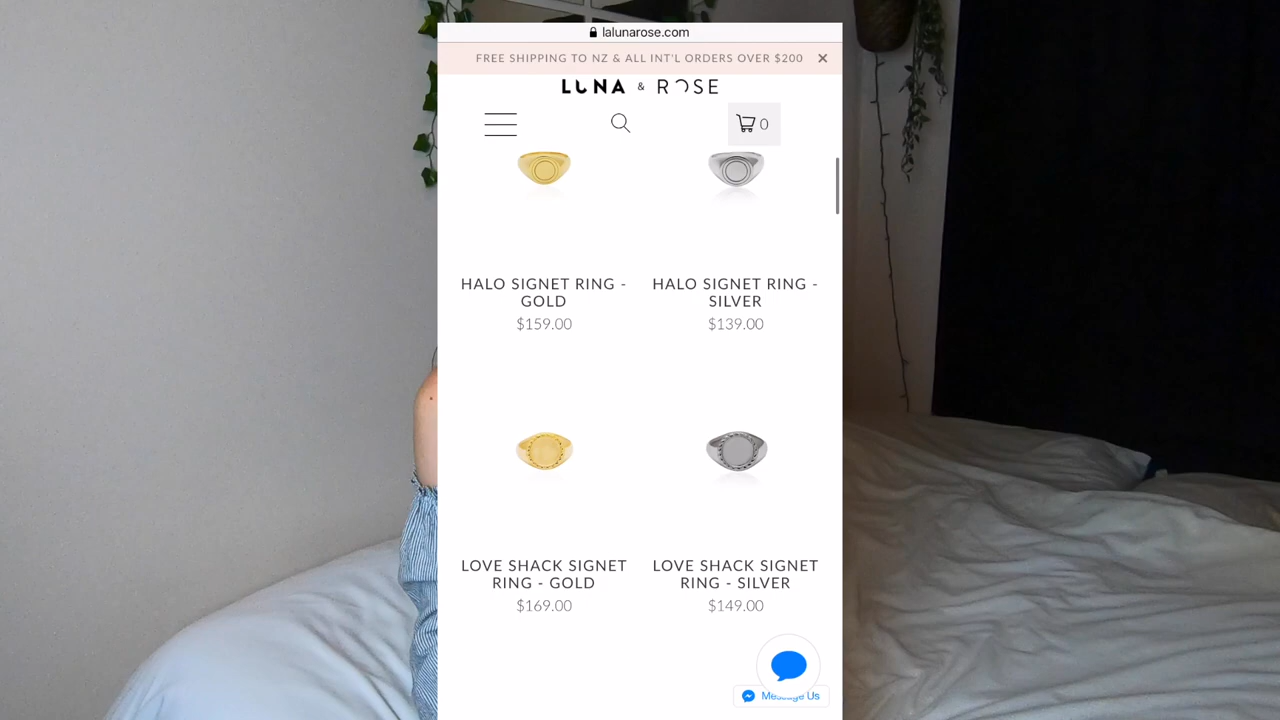 lalunarose.com
FREE SHIPPING TO NZ & ALL INT'L ORDERS OVER $200
LUNA & ROSE
0
HALO SIGNET RING -
GOLD
$159.00
HALO SIGNET RING -
SILVER
$139.00
LOVE SHACK SIGNET
RING - GOLD
$169.00
LOVE SHACK SIGNET
RING - SILVER
$149.00
Message Us